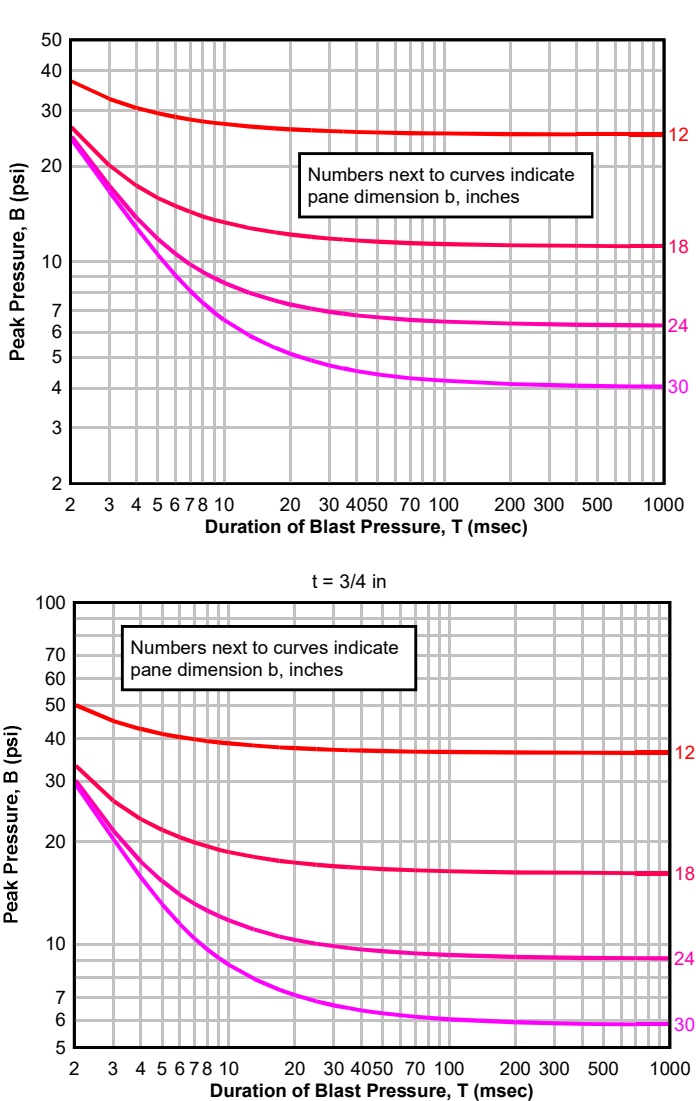 50
40
30
20
10
7
6
5
4
3
2
Peak Pressure, B (psi)
Numbers next to curves indicate
pane dimension b, inches
12
18
24
30
2 3 4 5 6 7 8 10 20 30 40 50 70 100 200 300 500 1000
Duration of Blast Pressure, T (msec)
t = 3/4 in
100
70
60
50
40
30
20
10
7
6
5
Peak Pressure, B (psi)
Numbers next to curves indicate
pane dimension b, inches
12
18
24
30
2 3 4 5 6 7 8 10 20 30 40 50 70 100 200 300 500 1000
Duration of Blast Pressure, T (msec)